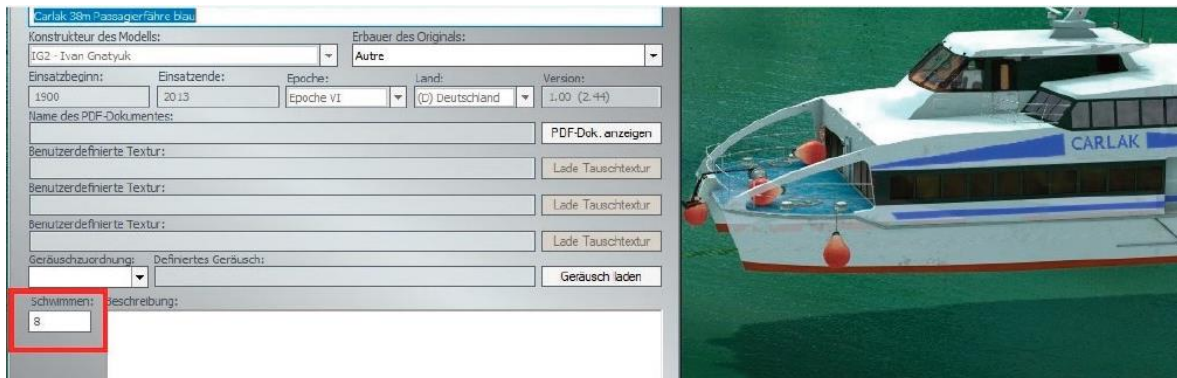 Carlak 38m Passagierfähre blau
Konstrukteur des Modells: Erbauer des Originals:
IG2 - Ivan Gnatyuk Autre
Einsatzbeginn: Einsatzende: Epoche: Land: Version:
1900 2013 Epoche VI (D) Deutschland 1.00 (2.44)
Name des PDF-Dokumentes:
PDF-Dok. anzeigen
Benutzerdefinierte Textur:
Lade Tauschtextur
Benutzerdefinierte Textur:
Lade Tauschtextur
Benutzerdefinierte Textur:
Lade Tauschtextur
Geräuschzuordnung: Definiertes Geräusch:
Geräusch laden
Schwimmen: Beschreibung:
8
CARLAK